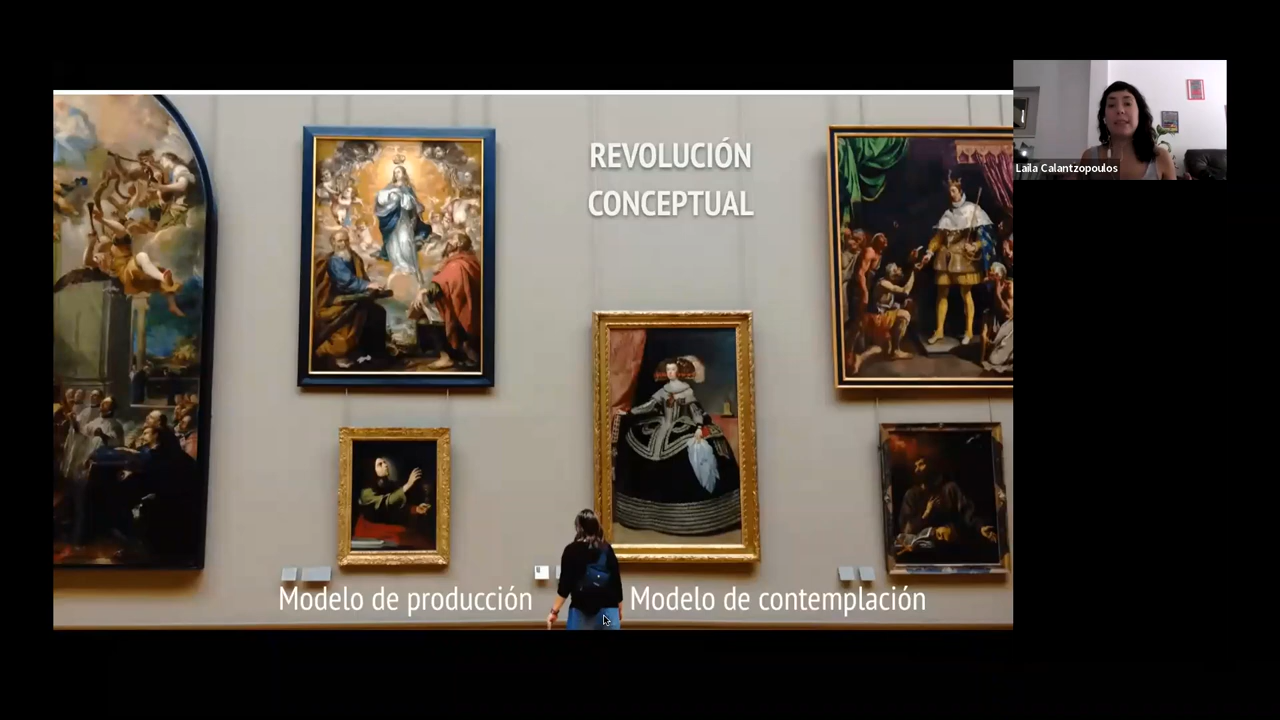 REVOLUCIÓN
CONCEPTUAL
Laila Calantzopoulos
Modelo de producción
Modelo de contemplación